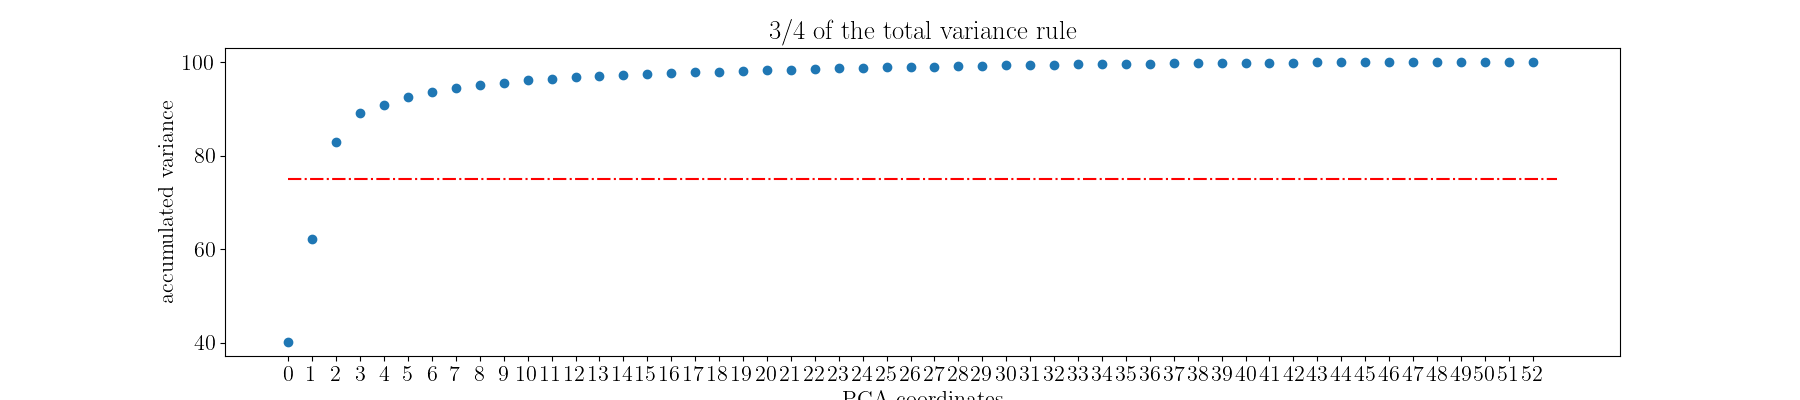 3/4 of the total variance rule
100
80
60
40
accumulated variance
0 1 2 3 4 5 6 7 8 9 10 11 12 13 14 15 16 17 18 19 20 21 22 23 24 25 26 27 28 29 30 31 32 33 34 35 36 37 38 39 40 41 42 43 44 45 46 47 48 49 50 51 52
PCA coordinates